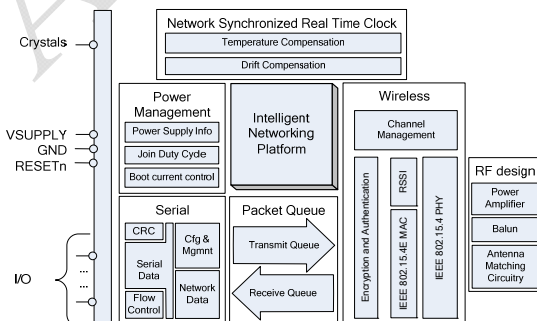 Network Synchronized Real Time Clock
Temperature Compensation
Drift Compensation
Crystals
VSUPPLY
GND
RESETn
I/O
...
...
Power
Management
Power Supply Info
Join Duty Cycle
Boot current control
Intelligent
Networking
Platform
Wireless
Channel
Management
Encryption and Authentication
RSSI
IEEE 802.15.4E MAC
IEEE 802.15.4 PHY
RF design
Power
Amplifier
Balun
Antenna
Matching
Circuitry
Serial
CRC
Serial
Data
Flow
Control
Cfg &
Mgmnt
Network
Data
Packet Queue
Transmit Queue
Receive Queue